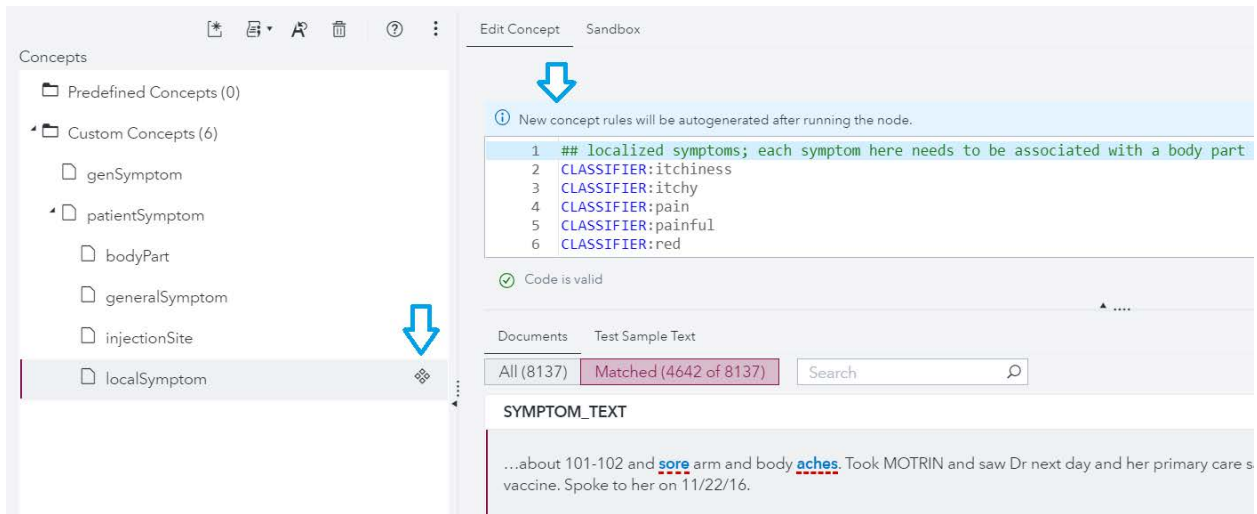 Edit Concept Sandbox
Concepts
Predefined Concepts (0)
Custom Concepts (6)
genSymptom
patientSymptom
bodyPart
generalSymptom
injectionSite
localSymptom
New concept rules will be autogenerated after running the node.
1 ## localized symptoms; each symptom here needs to be associated with a body part
2 CLASSIFIER:itchiness
3 CLASSIFIER:itchy
4 CLASSIFIER:pain
5 CLASSIFIER:painful
6 CLASSIFIER:red
Code is valid
Documents Test Sample Text
All (8137) Matched (4642 of 8137) Search
SYMPTOM_TEXT
…about 101-102 and sore arm and body aches. Took MOTRIN and saw Dr next day and her primary care
vaccine. Spoke to her on 11/22/16.